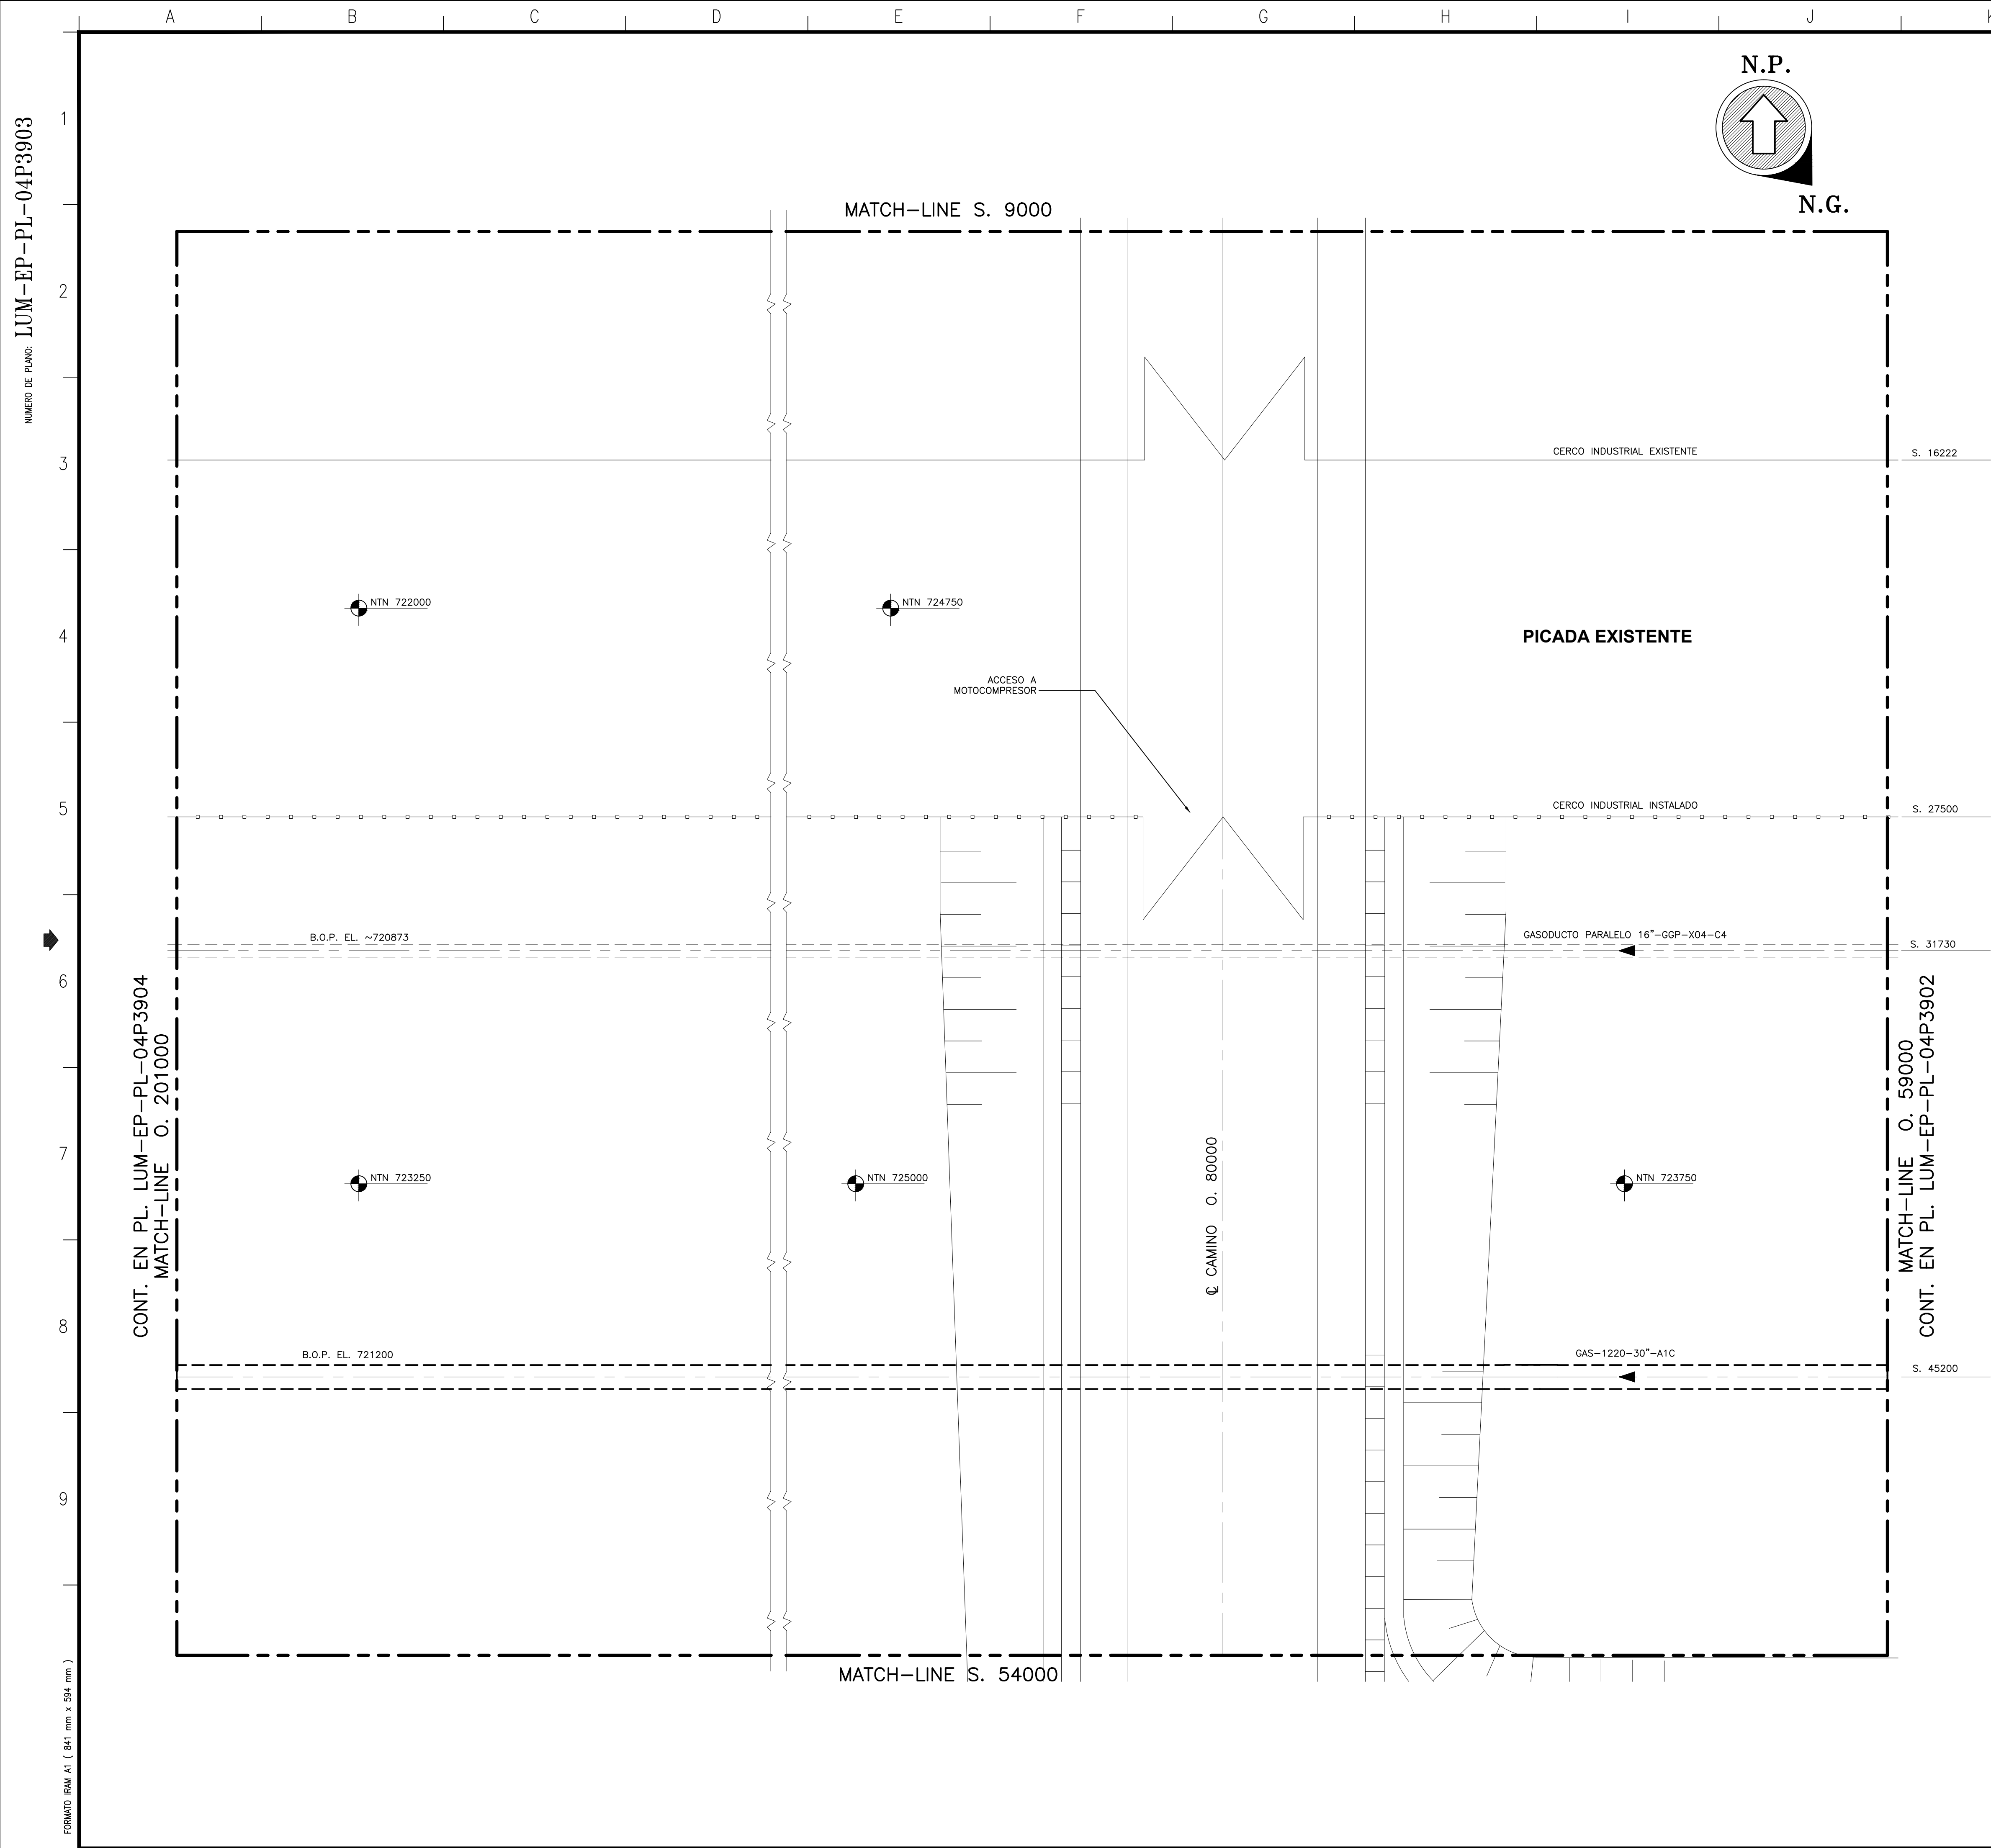 A B C D E F G H I J K
1
2
3
4
5
6
7
8
9
NUMERO DE PLANO: LUM-EP-PL-04P3903
N.P.
N.G.
MATCH-LINE S. 9000
CERCO INDUSTRIAL EXISTENTE
S. 16222
NTN 722000
NTN 724750
PICADA EXISTENTE
ACCESO A
MOTOCOMPRESOR
CERCO INDUSTRIAL INSTALADO
S. 27500
B.O.P. EL. ~720873
GASODUCTO PARALELO 16"-GGP-X04-C4
S. 31730
CONT. EN PL. LUM-EP-PL-04P3904
MATCH-LINE O. 201000
MATCH-LINE O. 59000
CONT. EN PL. LUM-EP-PL-04P3902
NTN 723250
NTN 725000
℄ CAMINO O. 80000
NTN 723750
B.O.P. EL. 721200
GAS-1220-30"-A1C
S. 45200
MATCH-LINE S. 54000
FORMATO IRAM A1 ( 841 mm x 594 mm )